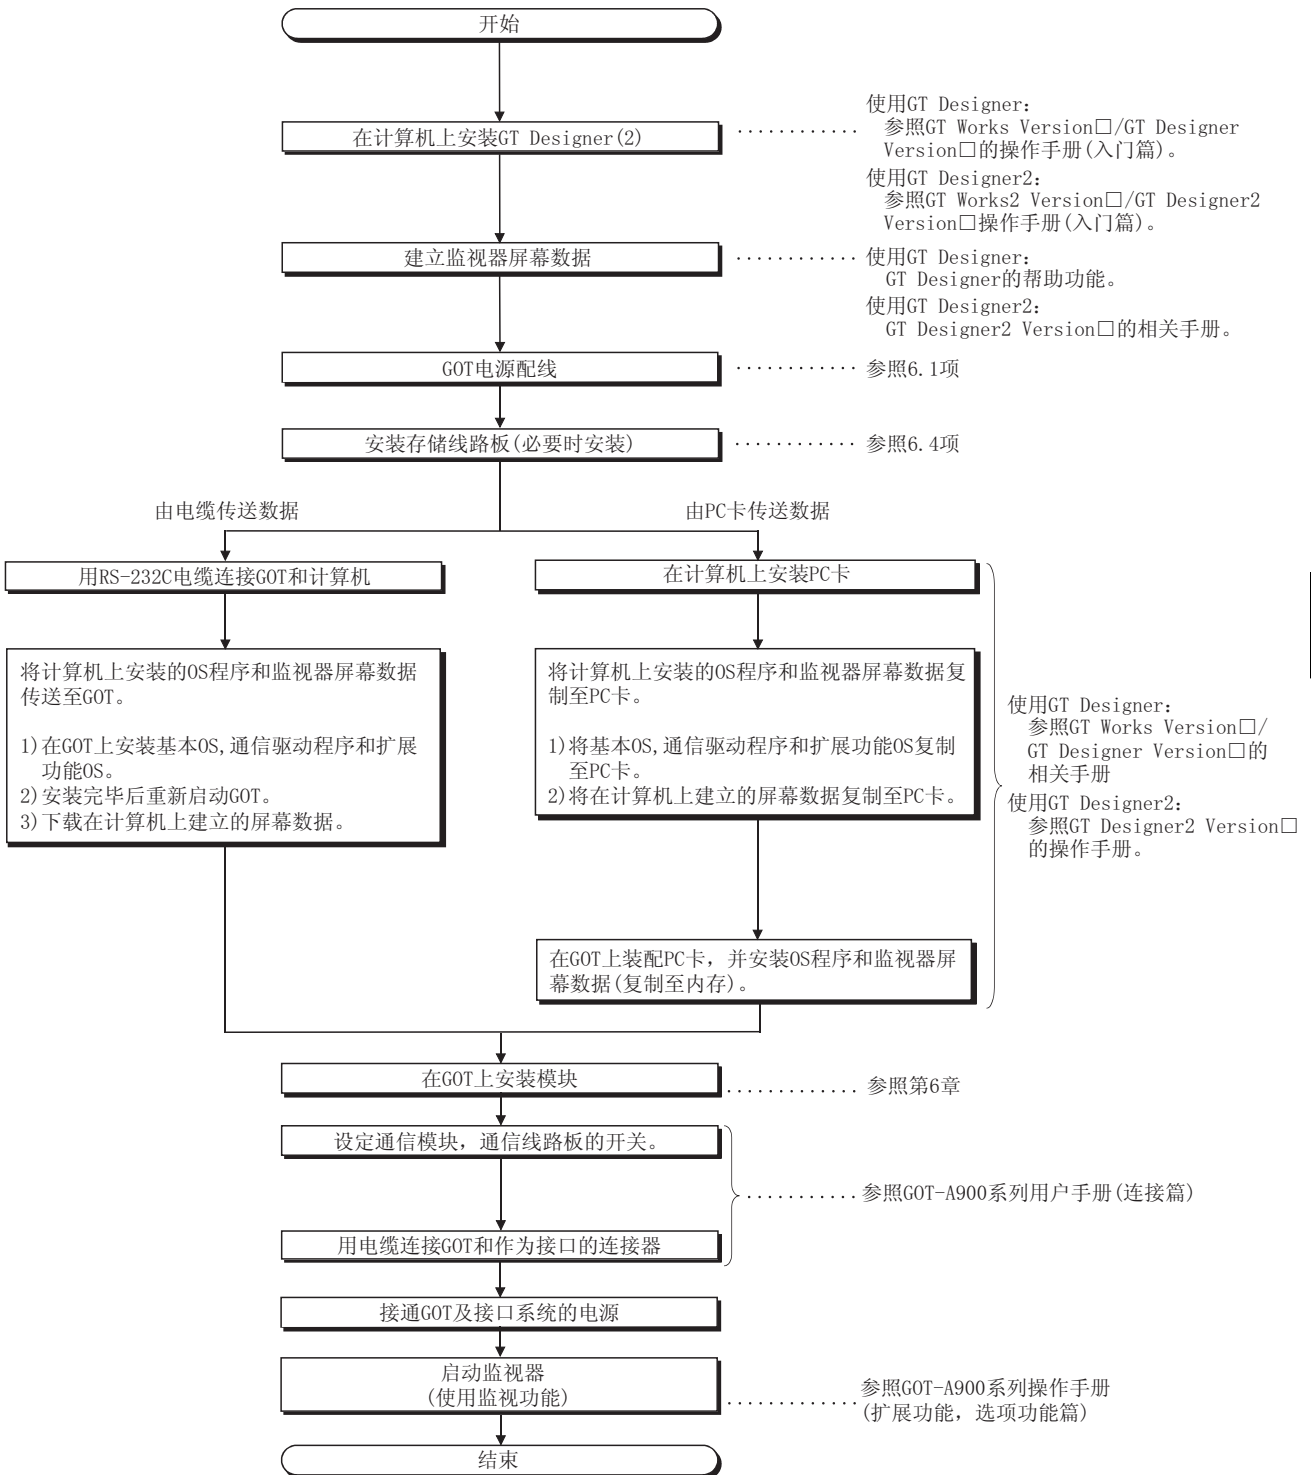 开始
在计算机上安装GT Designer(2)
使用GT Designer：
参照GT Works Version□/GT Designer
Version□的操作手册(入门篇)。
使用GT Designer2：
参照GT Works2 Version□/GT Designer2
Version□操作手册(入门篇)。
建立监视器屏幕数据
使用GT Designer：
GT Designer的帮助功能。
使用GT Designer2：
GT Designer2 Version□的相关手册。
GOT电源配线
参照6.1项
安装存储线路板(必要时安装)
参照6.4项
由电缆传送数据
由PC卡传送数据
用RS-232C电缆连接GOT和计算机
在计算机上安装PC卡
将计算机上安装的OS程序和监视器屏幕数据
传送至GOT。
1)在GOT上安装基本OS,通信驱动程序和扩展
功能OS。
2)安装完毕后重新启动GOT。
3)下载在计算机上建立的屏幕数据。
将计算机上安装的OS程序和监视器屏幕数据复
制至PC卡。
1)将基本OS,通信驱动程序和扩展功能OS复制
至PC卡。
2)将在计算机上建立的屏幕数据复制至PC卡。
使用GT Designer：
参照GT Works Version□/
GT Designer Version□的
相关手册
使用GT Designer2：
参照GT Designer2 Version□
的操作手册。
在GOT上装配PC卡，并安装OS程序和监视器屏
幕数据(复制至内存)。
在GOT上安装模块
参照第6章
设定通信模块，通信线路板的开关。
参照GOT-A900系列用户手册(连接篇)
用电缆连接GOT和作为接口的连接器
接通GOT及接口系统的电源
启动监视器
(使用监视功能)
参照GOT-A900系列操作手册
(扩展功能，选项功能篇)
结束